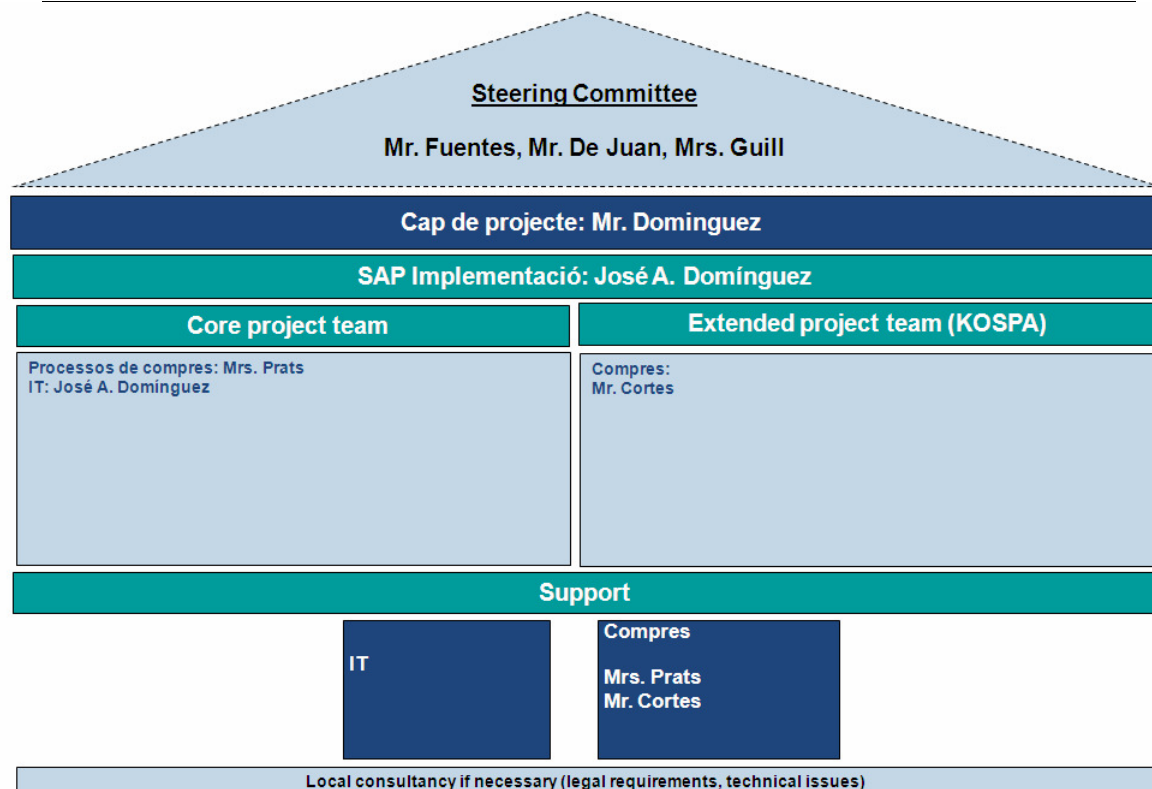 Steering Committee
Mr. Fuentes, Mr. De Juan, Mrs. Guill
Cap de projecte: Mr. Dominguez
SAP Implementació: José A. Domínguez
Core project team
Extended project team (KOSPA)
Processos de compres: Mrs. Prats
IT: José A. Domínguez
Compres:
Mr. Cortes
Support
IT
Compres
Mrs. Prats
Mr. Cortes
Local consultancy if necessary (legal requirements, technical issues)